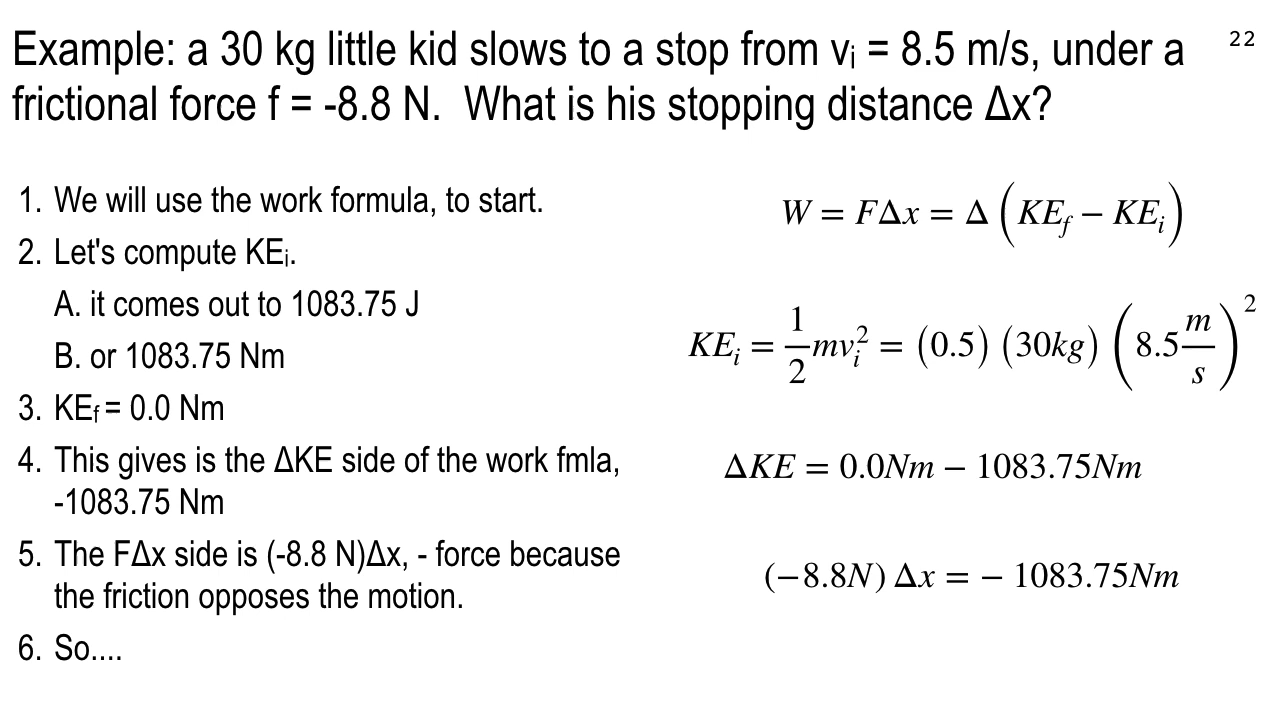 Example: a 30 kg little kid slows to a stop from vᵢ = 8.5 m/s, under a
22
frictional force f = -8.8 N.  What is his stopping distance Δx?
1. We will use the work formula, to start.
W = FΔx = Δ (KE_f − KE_i)
2. Let's compute KEᵢ.
A. it comes out to 1083.75 J
KE_i = 1/2 mv_i^2 = (0.5) (30kg) (8.5 m/s)^2
B. or 1083.75 Nm
3. KE_f = 0.0 Nm
4. This gives is the ΔKE side of the work fmla,
-1083.75 Nm
ΔKE = 0.0Nm − 1083.75Nm
5. The FΔx side is (-8.8 N)Δx, - force because
the friction opposes the motion.
(−8.8N) Δx = − 1083.75Nm
6. So....